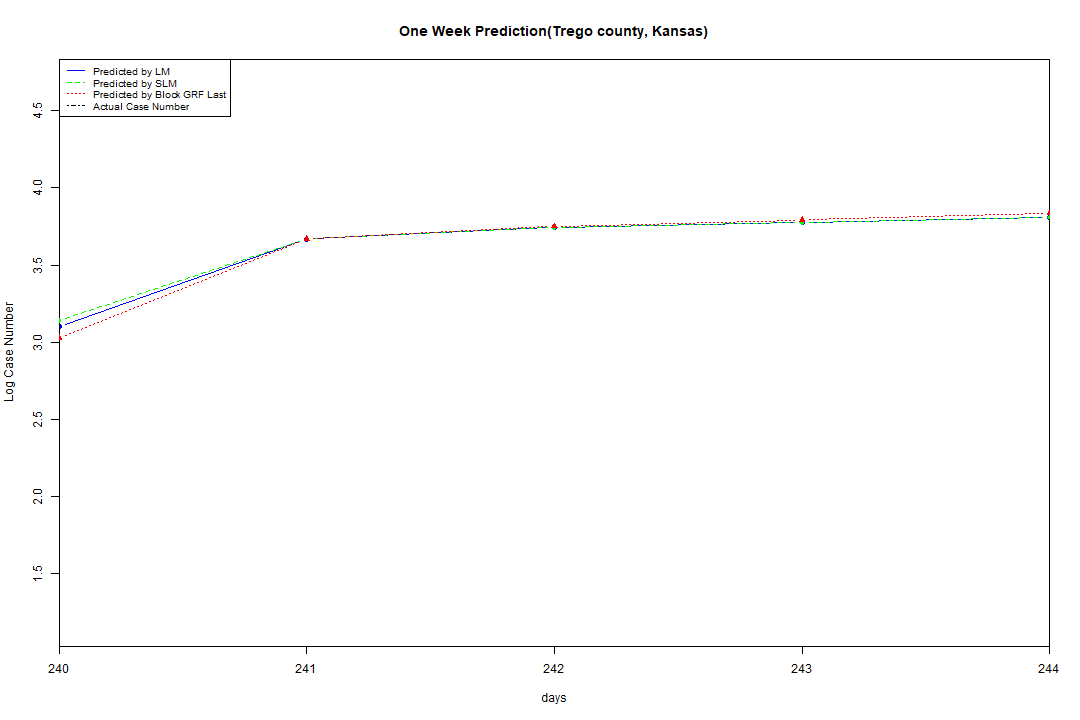 One Week Prediction(Trego county, Kansas)
Predicted by LM
Predicted by SLM
Predicted by Block GRF Last
Actual Case Number
4.5
4.0
3.5
3.0
2.5
2.0
1.5
Log Case Number
240 241 242 243 244
days